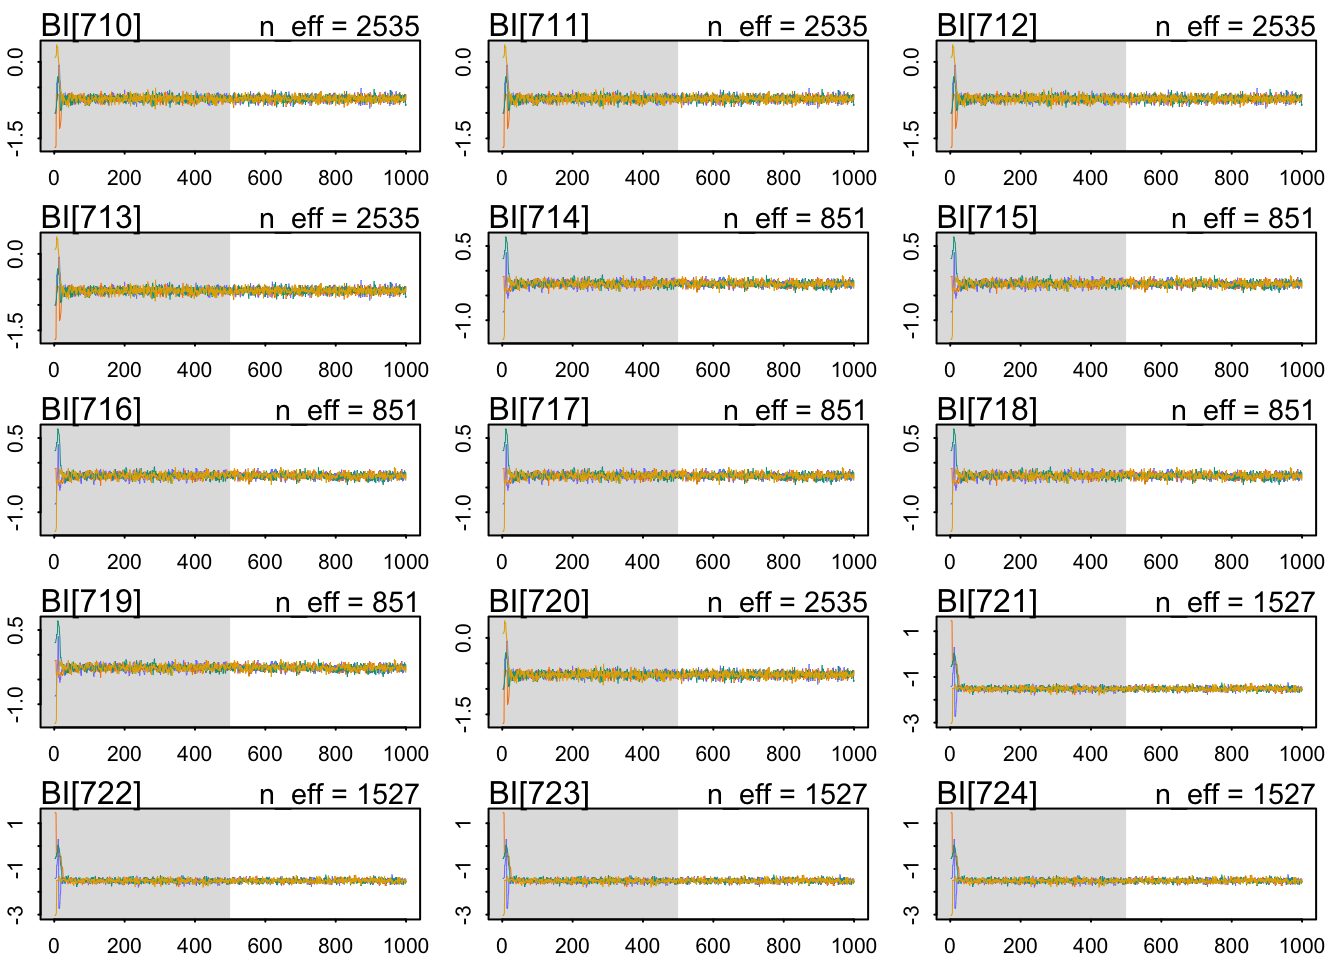 BI[710] n_eff = 2535 BI[711] n_eff = 2535 BI[712] n_eff = 2535
0.0 0.0 0.0
-1.5 -1.5 -1.5
0 200 400 600 800 1000 0 200 400 600 800 1000 0 200 400 600 800 1000
BI[713] n_eff = 2535 BI[714] n_eff = 851 BI[715] n_eff = 851
0.0 0.5 0.5
-1.5 -1.0 -1.0
0 200 400 600 800 1000 0 200 400 600 800 1000 0 200 400 600 800 1000
BI[716] n_eff = 851 BI[717] n_eff = 851 BI[718] n_eff = 851
0.5 0.5 0.5
-1.0 -1.0 -1.0
0 200 400 600 800 1000 0 200 400 600 800 1000 0 200 400 600 800 1000
BI[719] n_eff = 851 BI[720] n_eff = 2535 BI[721] n_eff = 1527
0.5 0.0 1
-1
-1.0 -1.5 -3
0 200 400 600 800 1000 0 200 400 600 800 1000 0 200 400 600 800 1000
BI[722] n_eff = 1527 BI[723] n_eff = 1527 BI[724] n_eff = 1527
1 1 1
-1 -1 -1
-3 -3 -3
0 200 400 600 800 1000 0 200 400 600 800 1000 0 200 400 600 800 1000